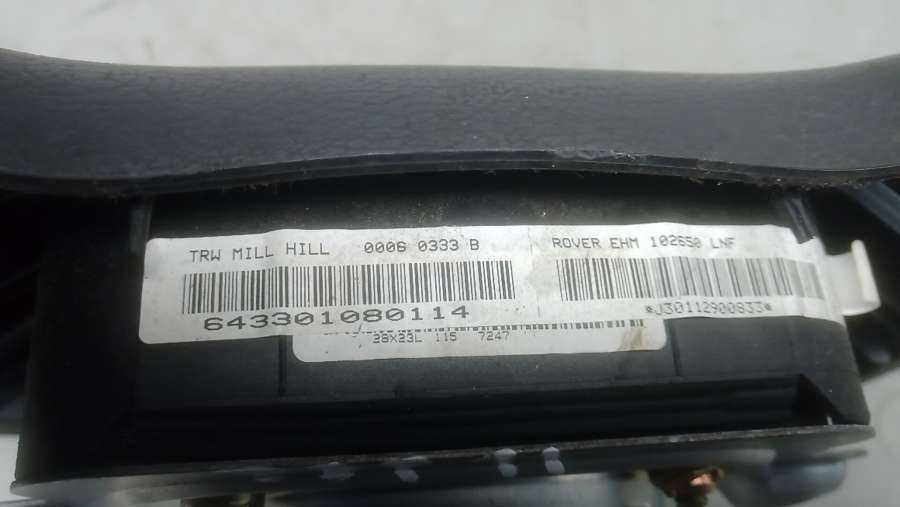 TRW MILL HILL 0006 0333 B
ROVER EHM 102650 LNF
643301080114
*J30112900833*
28X23L 115 7247